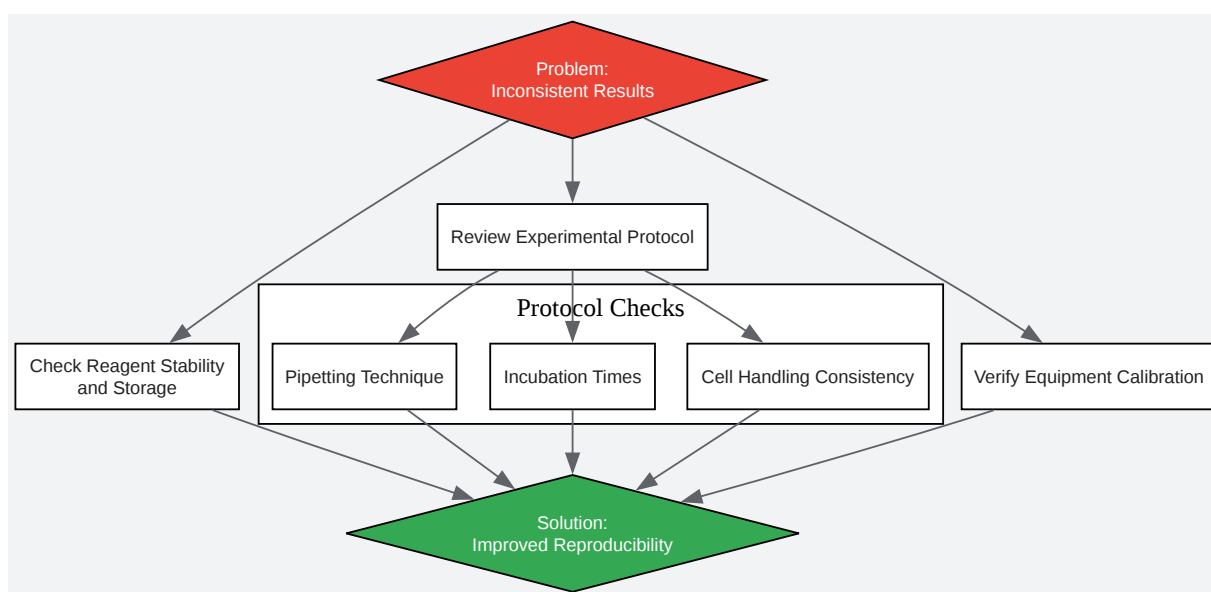 Problem:
Inconsistent Results
Review Experimental Protocol
Protocol Checks
Check Reagent Stability
and Storage
Pipetting Technique
Incubation Times
Cell Handling Consistency
Verify Equipment Calibration
Solution:
Improved Reproducibility